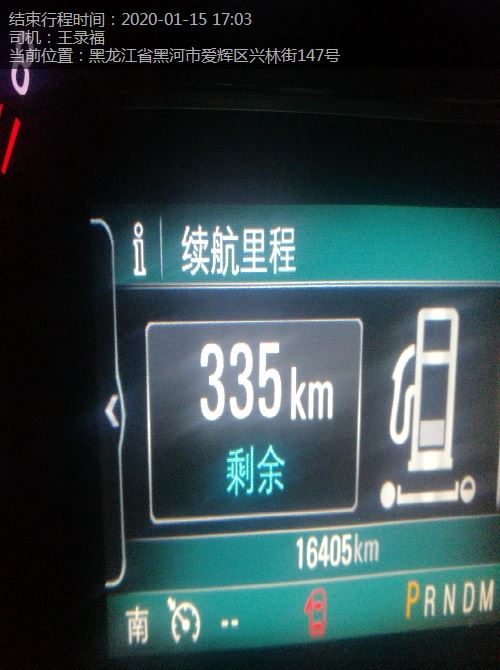 结束行程时间：2020-01-15 17:03
司机：王录福
当前位置：黑龙江省黑河市爱辉区兴林街147号
i 续航里程
335 km
剩余
16405km
南 -- PRNDM